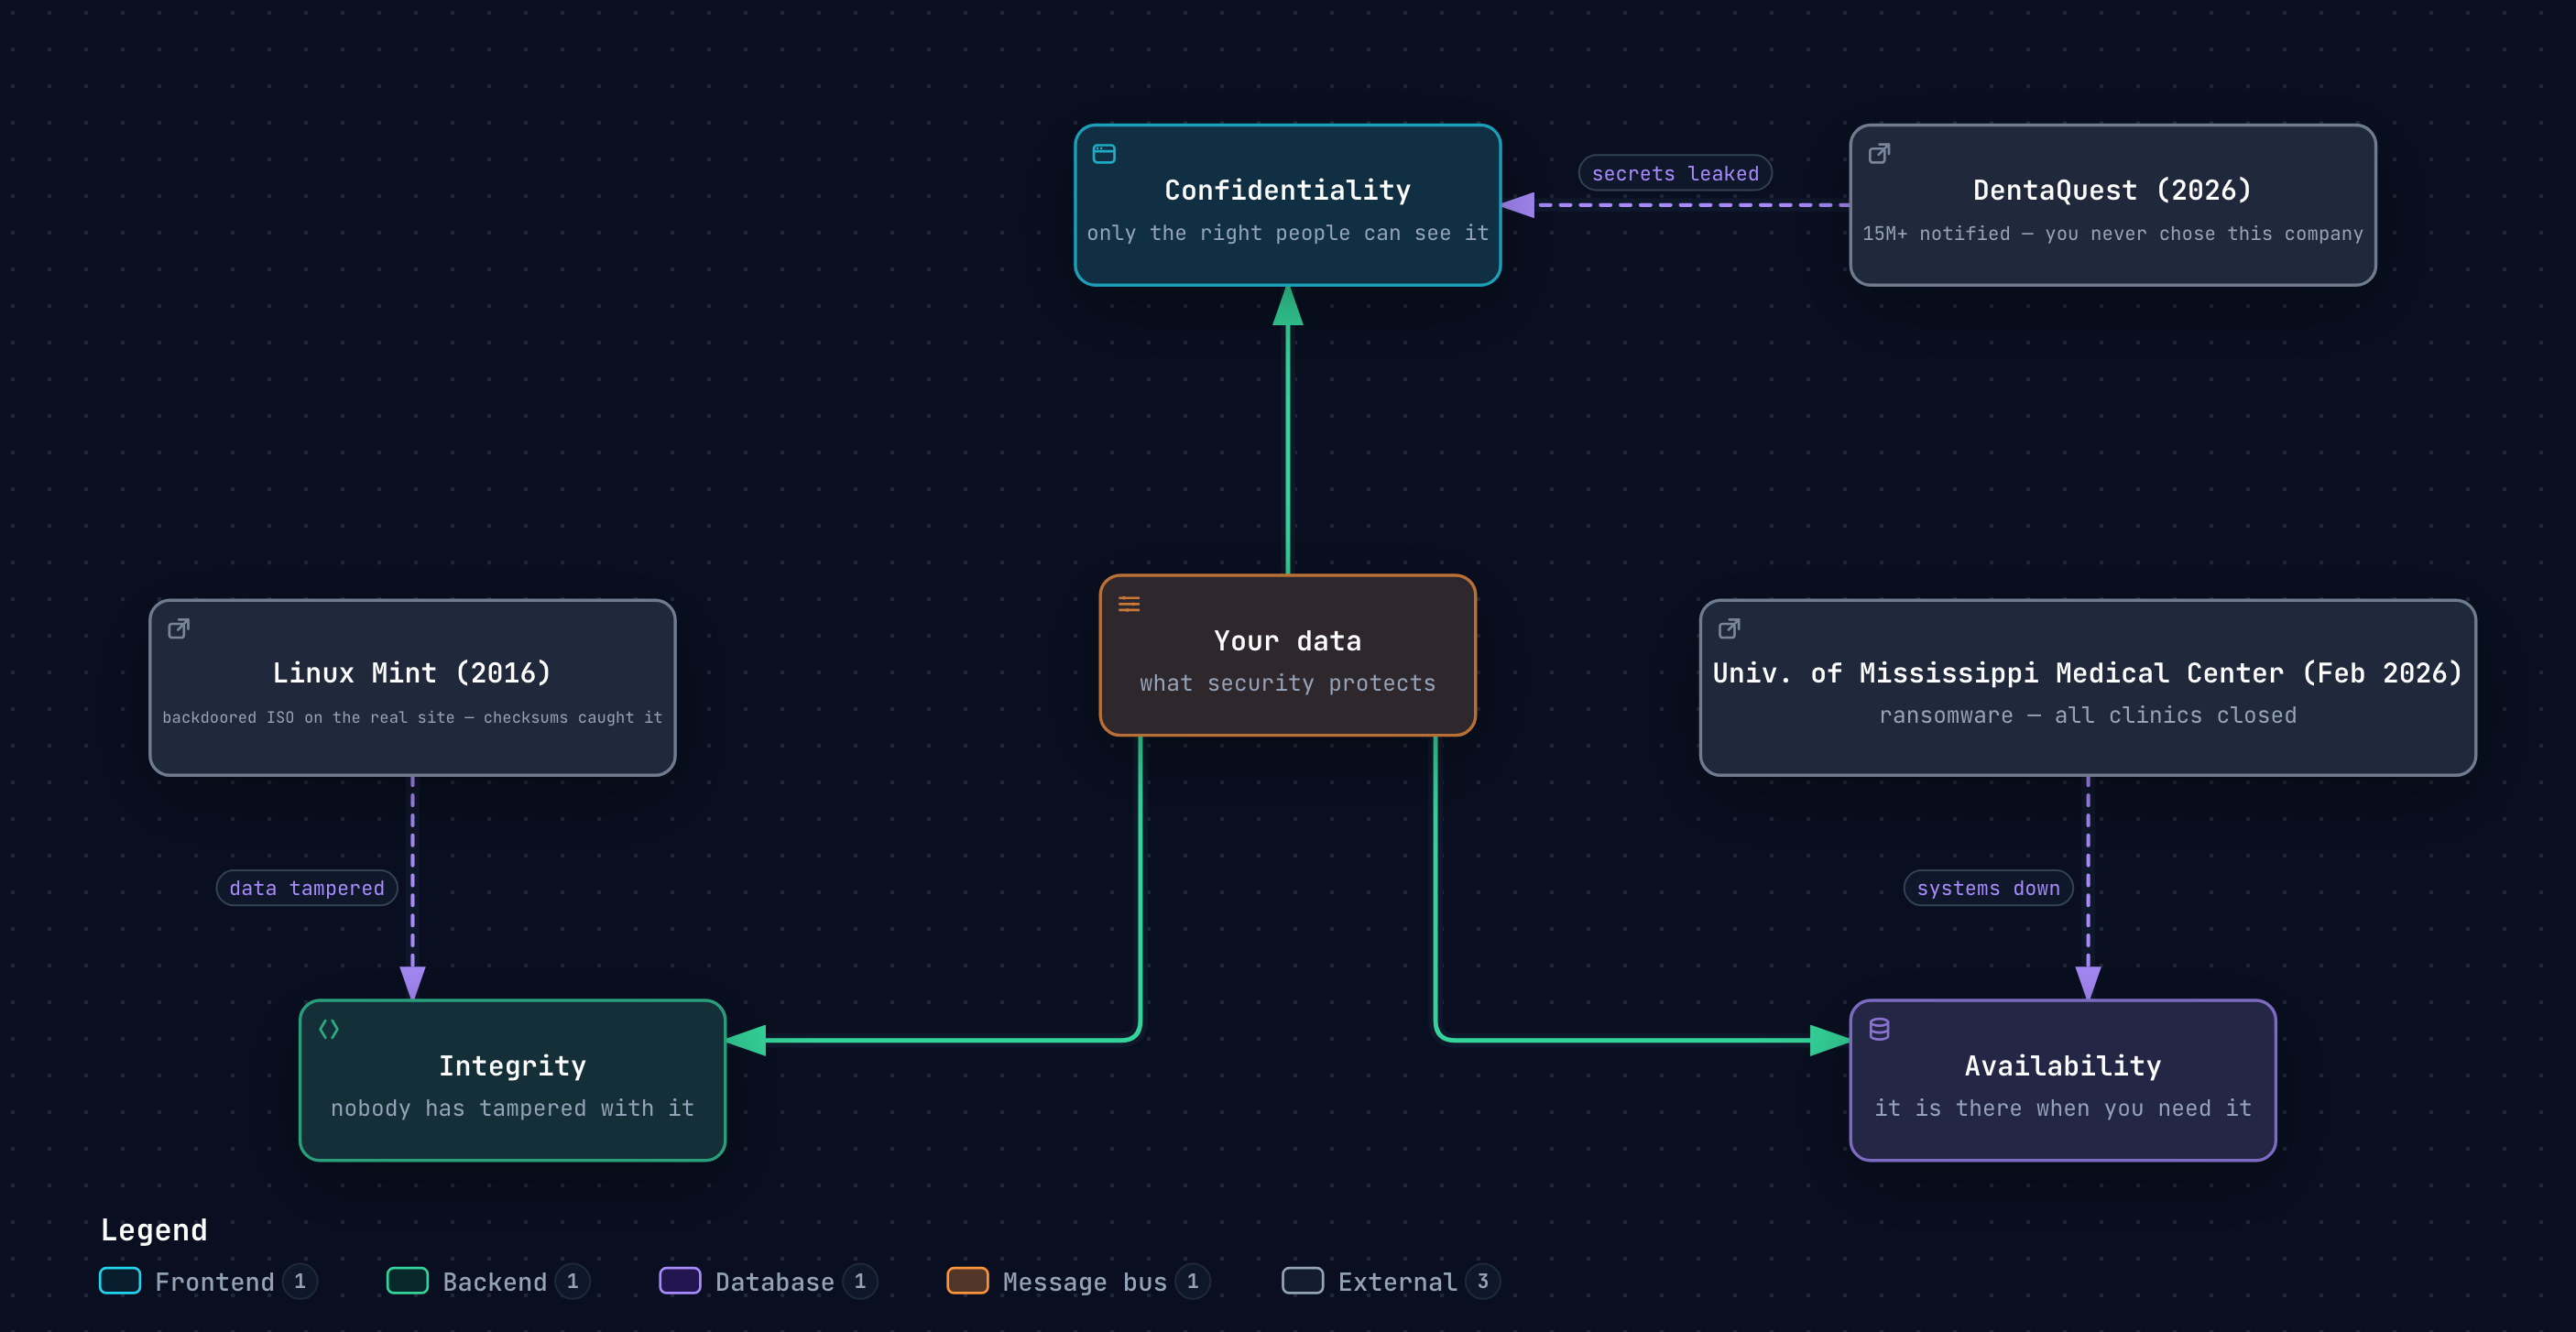 Confidentiality
only the right people can see it
secrets leaked
DentaQuest (2026)
15M+ notified — you never chose this company
Linux Mint (2016)
backdoored ISO on the real site — checksums caught it
Your data
what security protects
Univ. of Mississippi Medical Center (Feb 2026)
ransomware — all clinics closed
data tampered
systems down
Integrity
nobody has tampered with it
Availability
it is there when you need it
Legend
Frontend 1
Backend 1
Database 1
Message bus 1
External 3